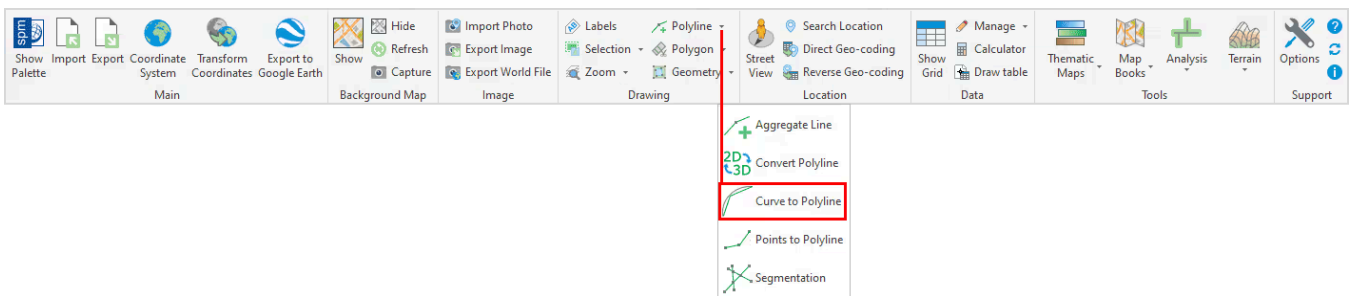 spm
Show Palette
Import
Export
Coordinate System
Transform Coordinates
Export to Google Earth
Main
Show
Hide
Refresh
Capture
Background Map
Import Photo
Export Image
Export World File
Image
Labels
Selection
Zoom
Polyline
Polygon
Geometry
Drawing
Street View
Search Location
Direct Geo-coding
Reverse Geo-coding
Location
Show Grid
Manage
Calculator
Draw table
Data
Thematic Maps
Map Books
Analysis
Terrain
Tools
Options
Support
Aggregate Line
2D
3D
Convert Polyline
Curve to Polyline
Points to Polyline
Segmentation